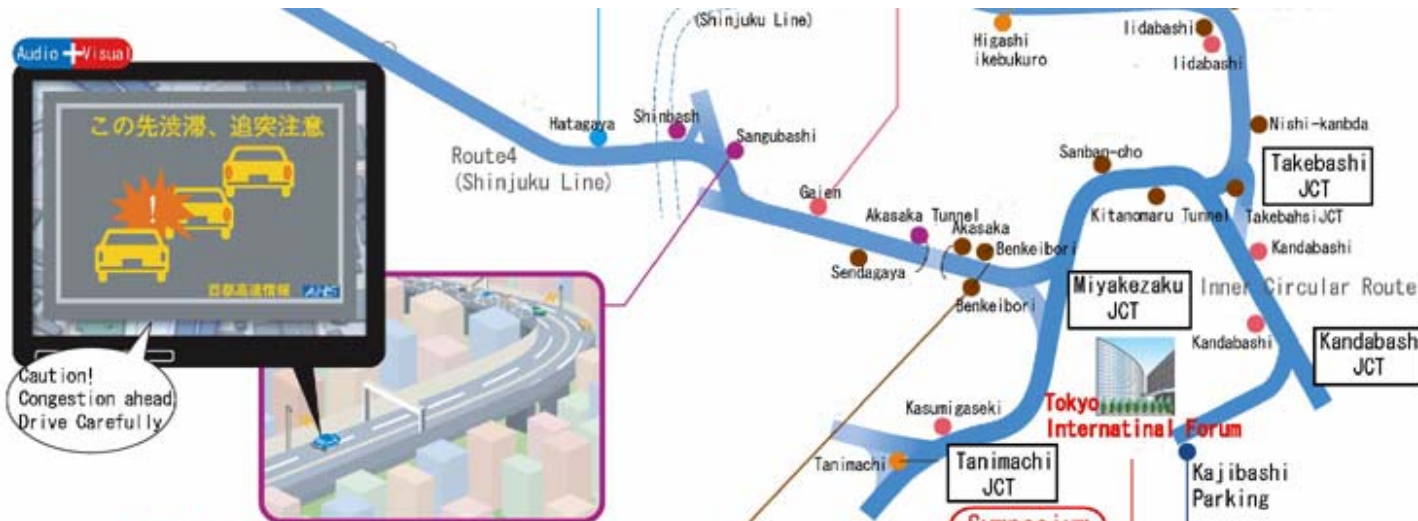 Audio+Visual
この先渋滞、追突注意
!
首都高速情報 AHS
Caution!
Congestion ahead
Drive Carefully
(Shinjuku Line)
Hatagaya
Shinbash
Sangubashi
Route4
(Shinjuku Line)
Gaien
Akasaka Tunnel
Akasaka
Benkeibori
Sendagaya
Benkeibori
Higashi
ikebukuro
Iidabashi
Iidabashi
Nishi-kanbda
Sanban-cho
Takebashi
JCT
Kitanomaru Tunnel
TakebahsiJCT
Kandabashi
Miyakezaku
JCT
Inner Circular Route
Kandabashi
Kandabash
JCT
Kasumigaseki
Tokyo
Internatinal Forum
Tanimachi
Tanimachi
JCT
Kajibashi
Parking
Symposium